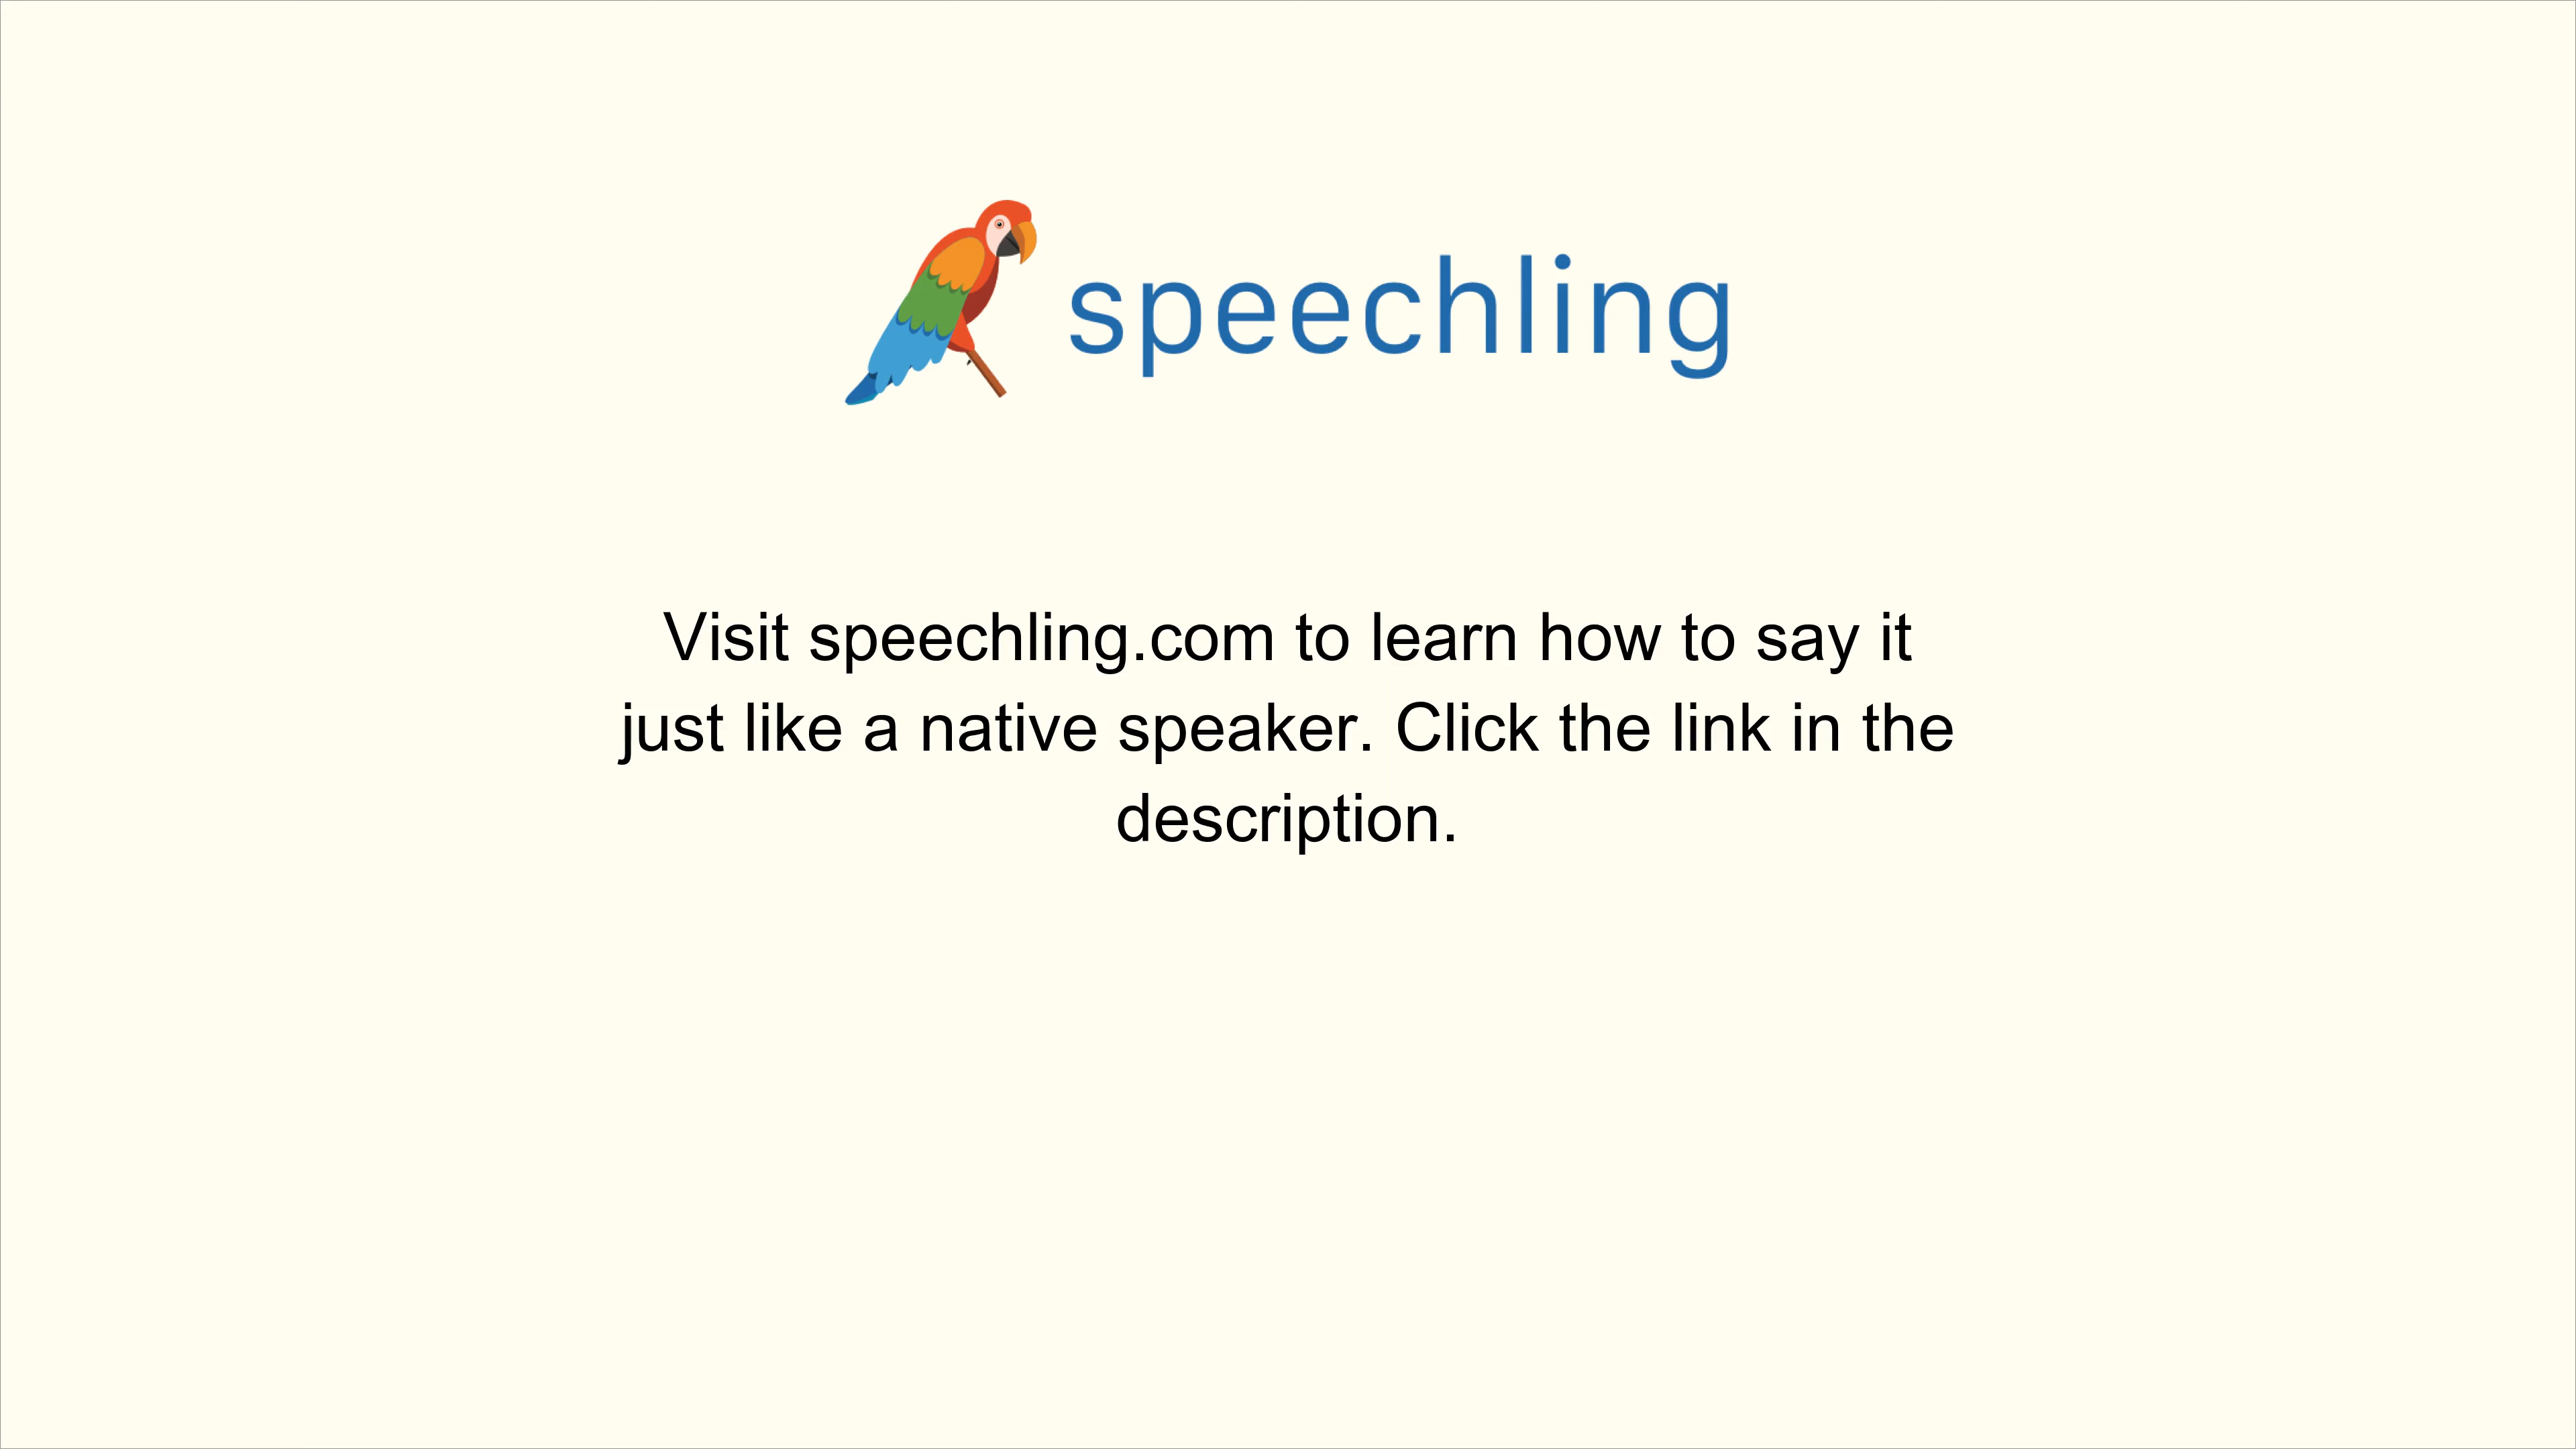 speechling
Visit speechling.com to learn how to say it
just like a native speaker. Click the link in the
description.